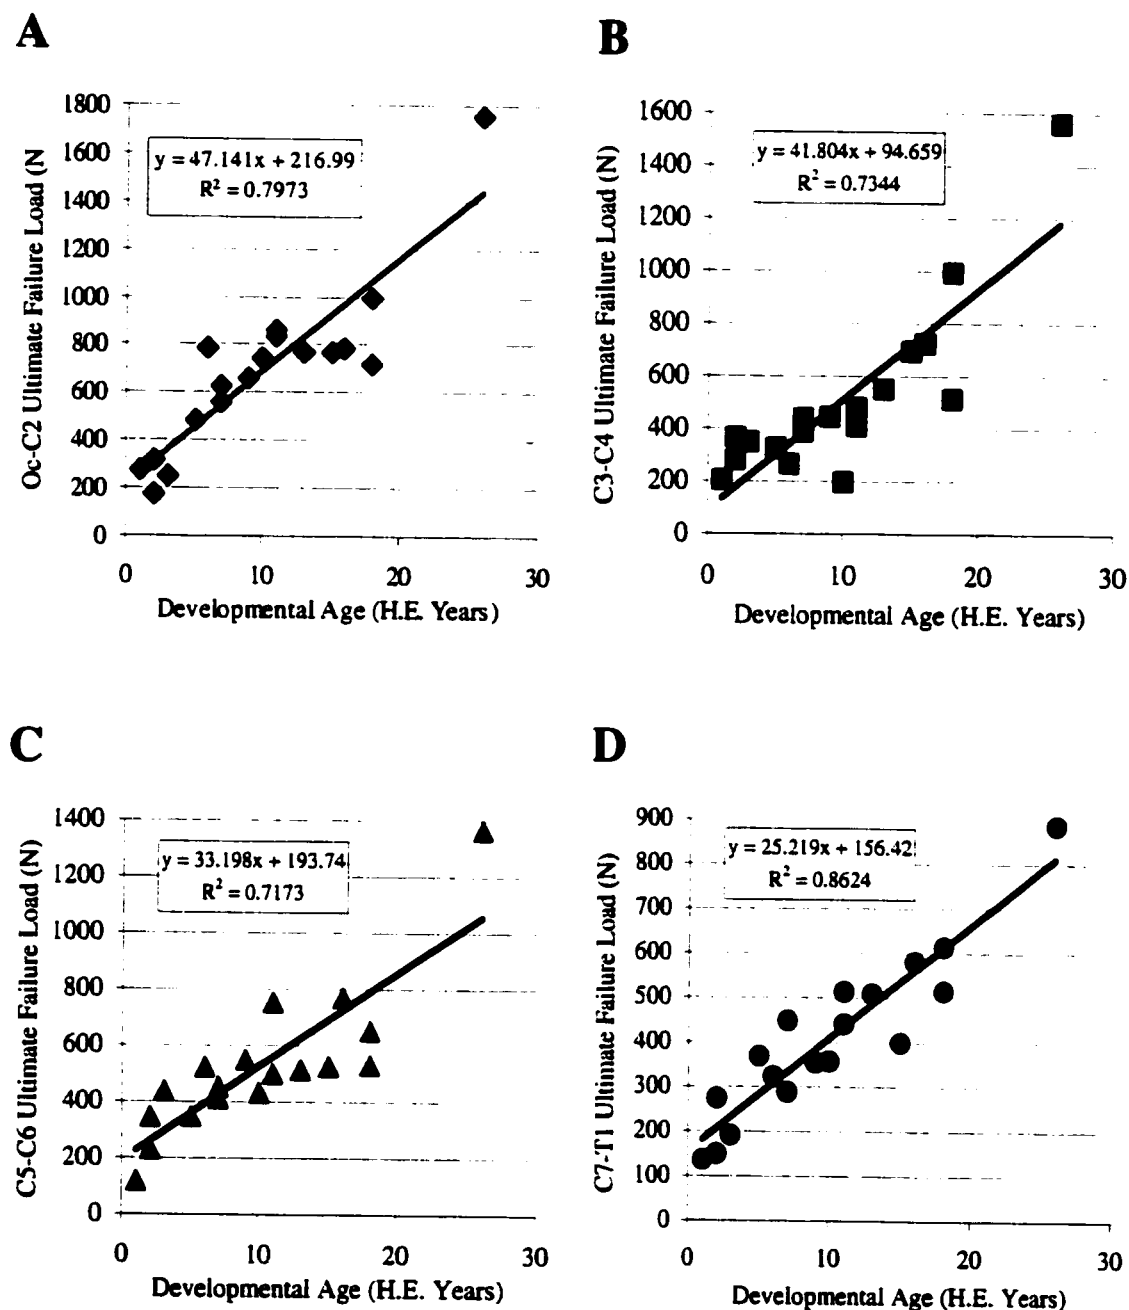 A
Oc-C2 Ultimate Failure Load (N
1800
1600
1400
1200
1000
800
600
400
200
0
y = 47.141x + 216.99
R² = 0.7973
0 10 20 30
Developmental Age (H.E. Years)
B
C3-C4 Ultimate Failure Load (N)
1600
1400
1200
1000
800
600
400
200
0
y = 41.804x + 94.659
R² = 0.7344
0 10 20 30
Developmental Age (H.E. Years)
C
C5-C6 Ultimate Failure Load (N)
1400
1200
1000
800
600
400
200
0
y = 33.198x + 193.74
R² = 0.7173
0 10 20 30
Developmental Age (H.E. Years)
D
C7-T1 Ultimate Failure Load (N)
900
800
700
600
500
400
300
200
100
0
y = 25.219x + 156.42
R² = 0.8624
0 10 20 30
Developmental Age (H.E. Years)